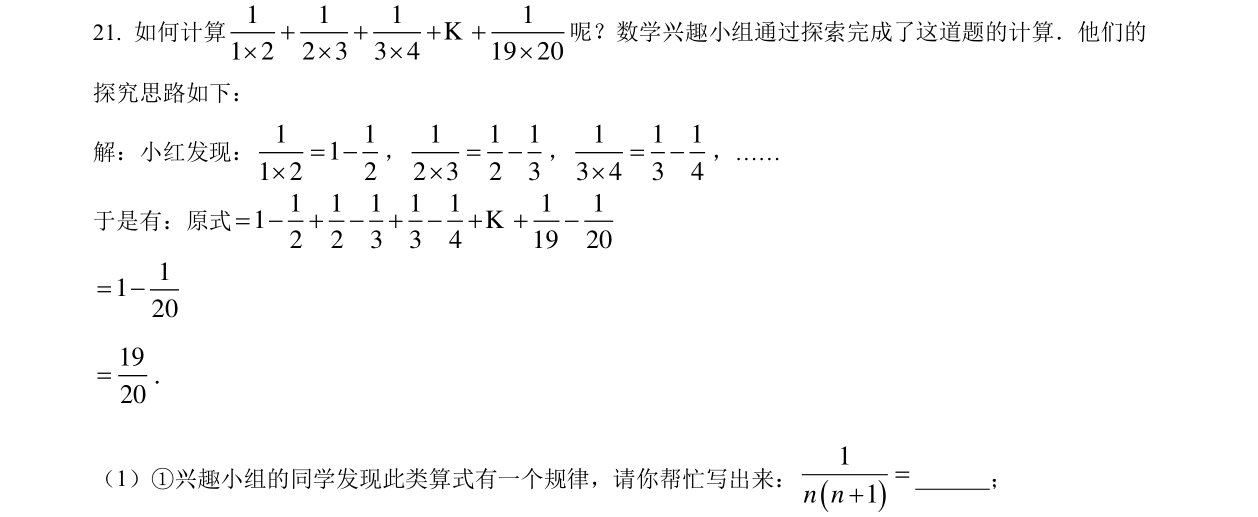 21. 如何计算 1/(1×2) + 1/(2×3) + 1/(3×4) + K + 1/(19×20) 呢？数学兴趣小组通过探索完成了这道题的计算．他们的
探究思路如下：
解：小红发现：1/(1×2) = 1 − 1/2，1/(2×3) = 1/2 − 1/3，1/(3×4) = 1/3 − 1/4，……
于是有：原式 = 1 − 1/2 + 1/2 − 1/3 + 1/3 − 1/4 + K + 1/19 − 1/20
= 1 − 1/20
= 19/20．
（1）①兴趣小组的同学发现此类算式有一个规律，请你帮忙写出来：1/(n(n+1)) = ______；